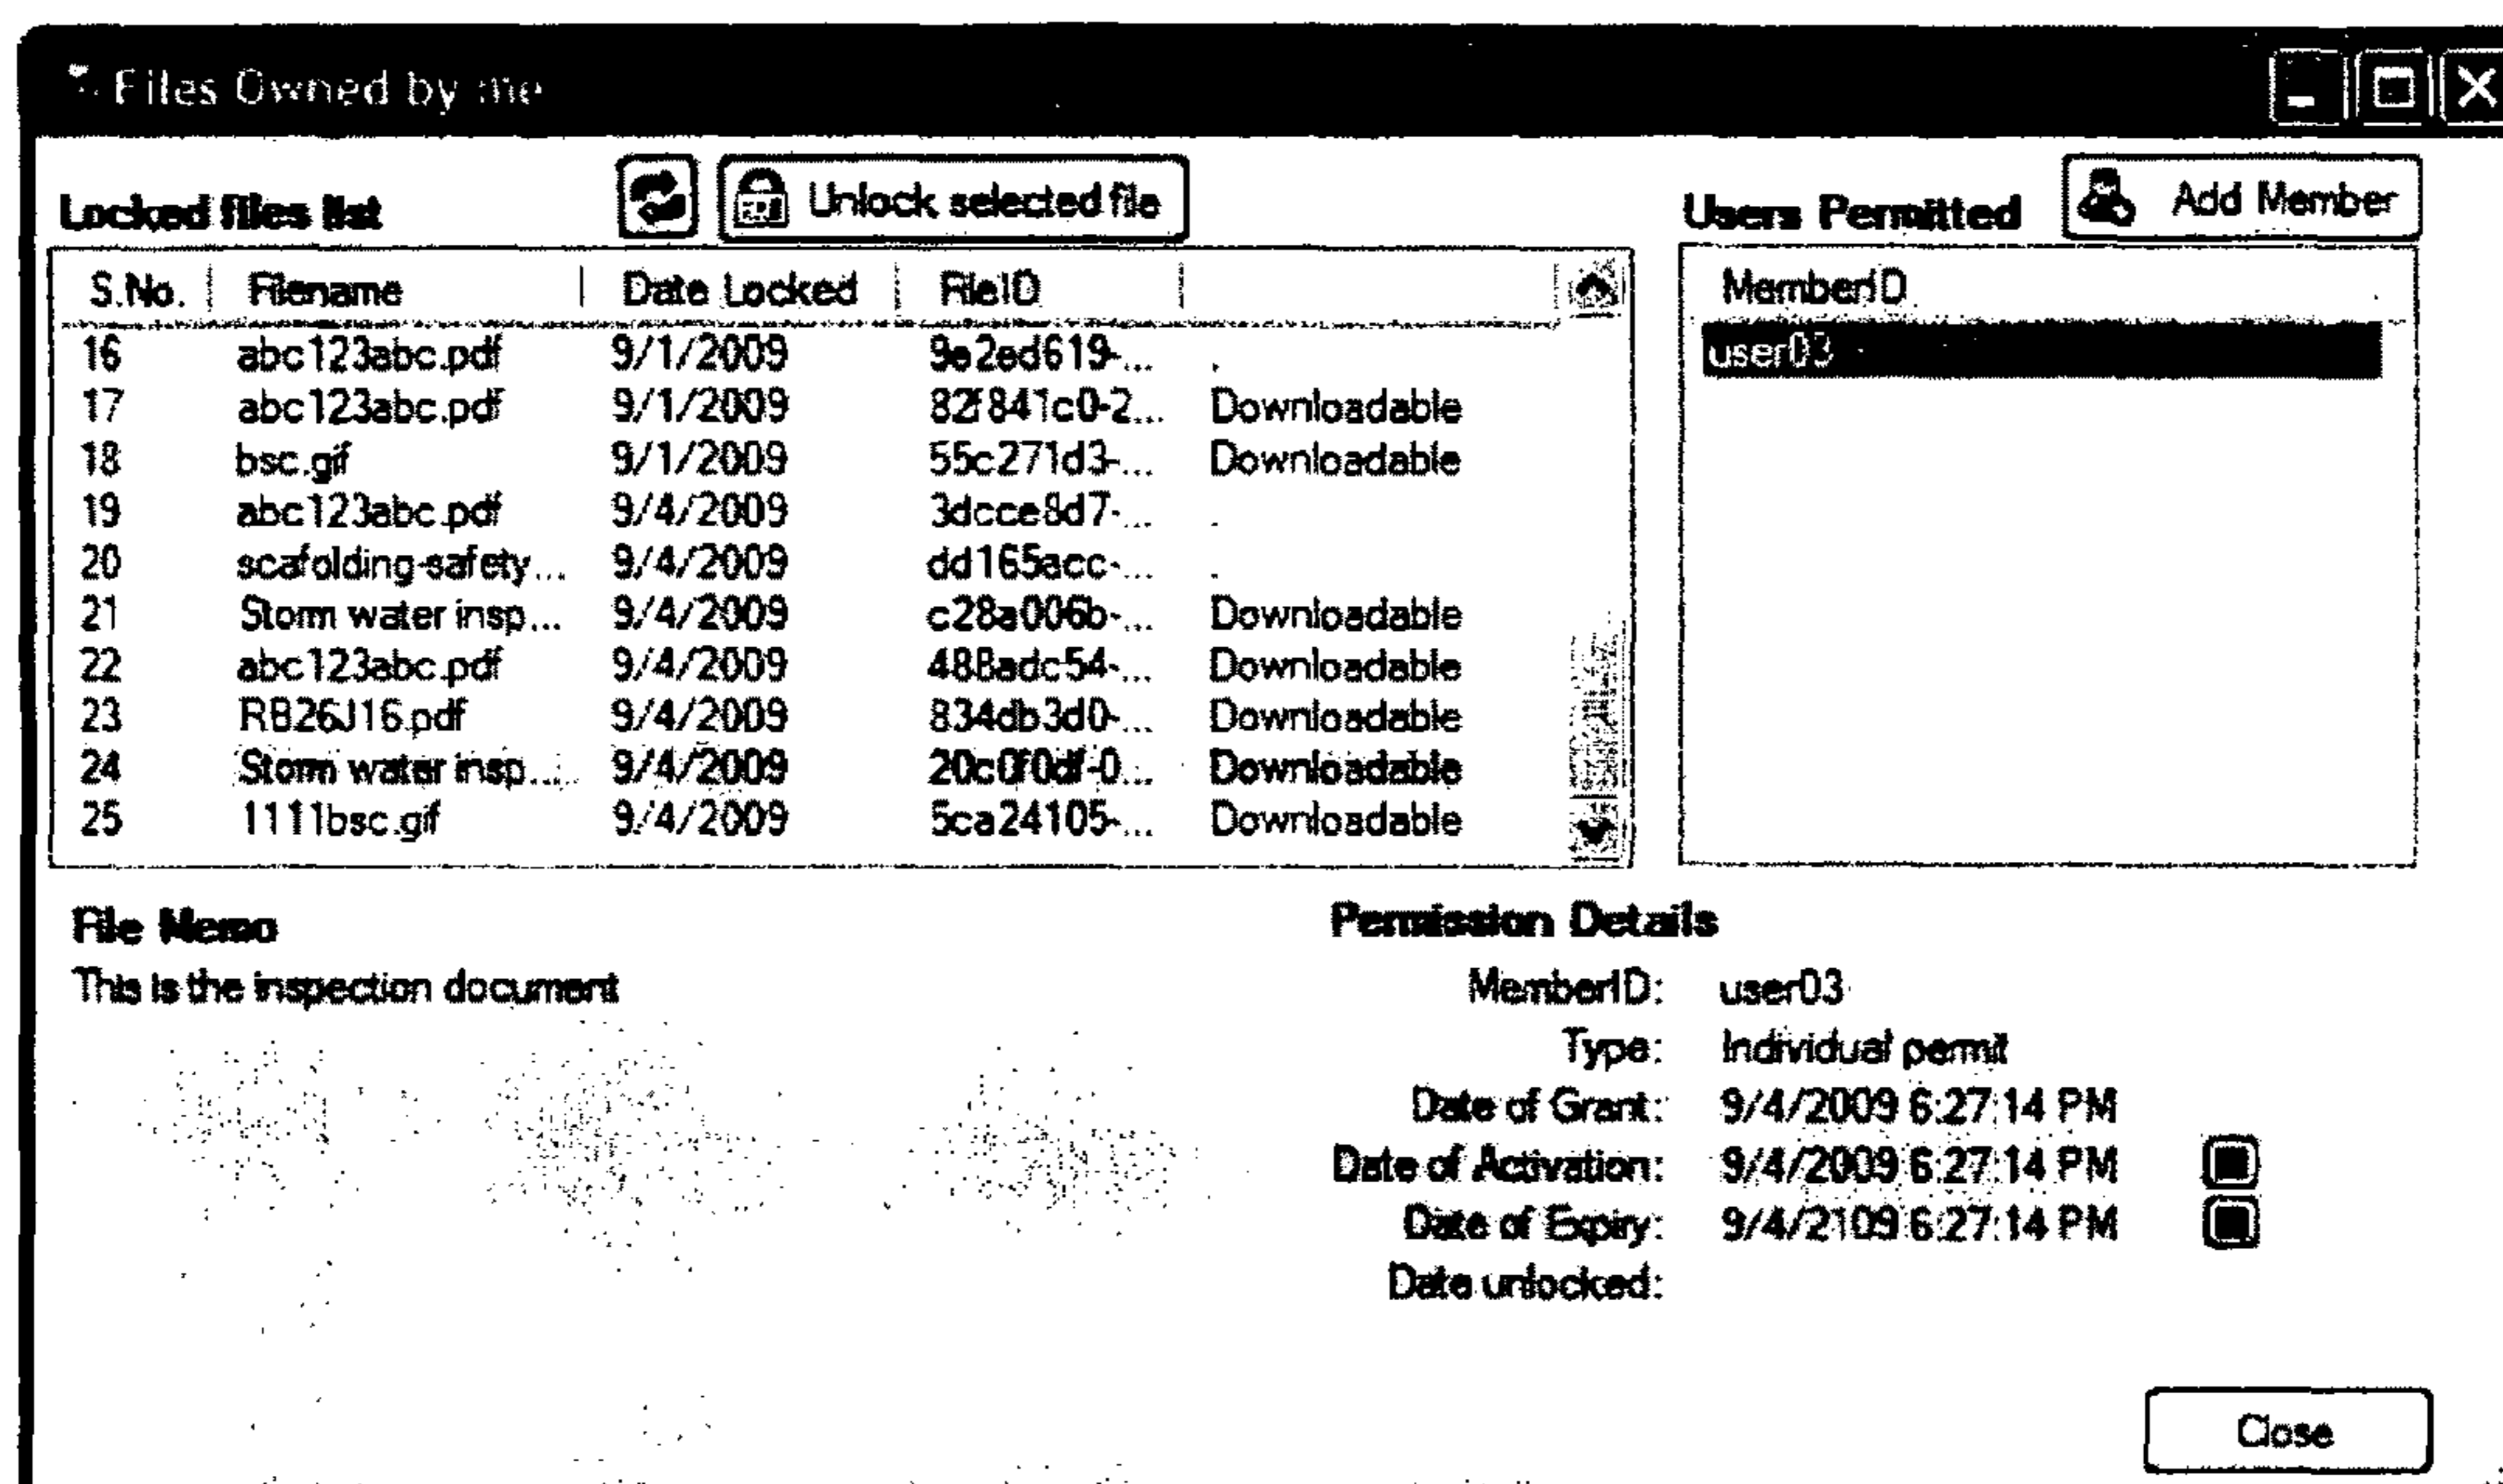 Files Owned by me
Locked files list Unlock selected file Users Permitted Add Member
S.No. Filename Date Locked FileID MemberID
16 abc123abc.pdf 9/1/2009 9e2ed619-... . user03
17 abc123abc.pdf 9/1/2009 82f841c0-2... Downloadable
18 bsc.gif 9/1/2009 55c271d3-... Downloadable
19 abc123abc.pdf 9/4/2009 3dcce8d7-... .
20 scafolding-safety... 9/4/2009 dd165acc-... .
21 Storm water insp... 9/4/2009 c28a006b-... Downloadable
22 abc123abc.pdf 9/4/2009 488adc54-... Downloadable
23 RB26J16.pdf 9/4/2009 834db3d0-... Downloadable
24 Storm water insp... 9/4/2009 20c0f0df-0... Downloadable
25 1111bsc.gif 9/4/2009 5ca24105-... Downloadable
File Memo Permission Details
This is the inspection document MemberID: user03
Type: Individual permit
Date of Grant: 9/4/2009 6:27:14 PM
Date of Activation: 9/4/2009 6:27:14 PM
Date of Expiry: 9/4/2109 6:27:14 PM
Date unlocked:
Close